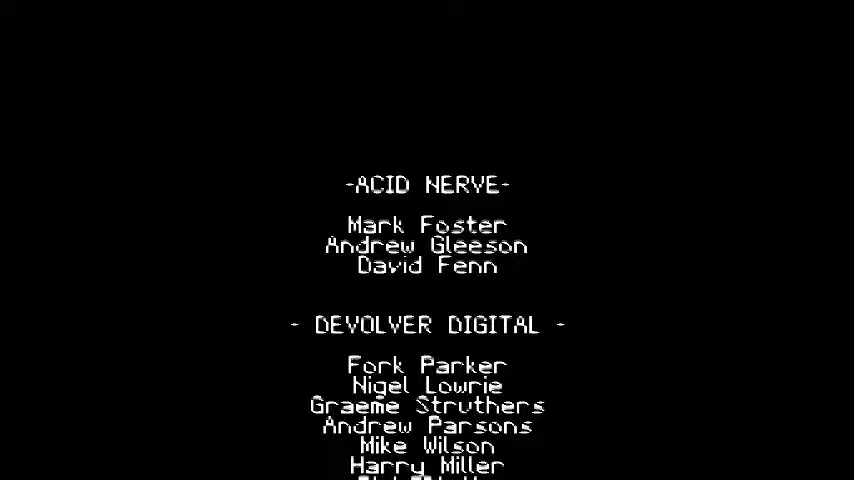 -ACID NERVE-
Mark Foster
Andrew Gleeson
David Fenn
- DEVOLVER DIGITAL -
Fork Parker
Nigel Lowrie
Graeme Struthers
Andrew Parsons
Mike Wilson
Harry Miller